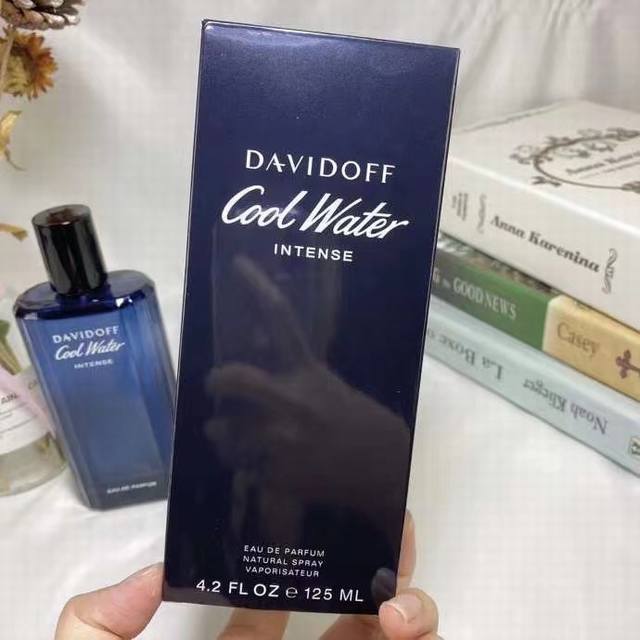 DAVIDOFF
Cool Water
INTENSE
EAU DE PARFUM
NATURAL SPRAY
VAPORISATEUR
4.2 FL OZ e 125 ML
DAVIDOFF
Cool Water
INTENSE
EAU DE PARFUM
Anna Karenina
GOOD NEWS
Casey
La Boxe
Noah Klieger